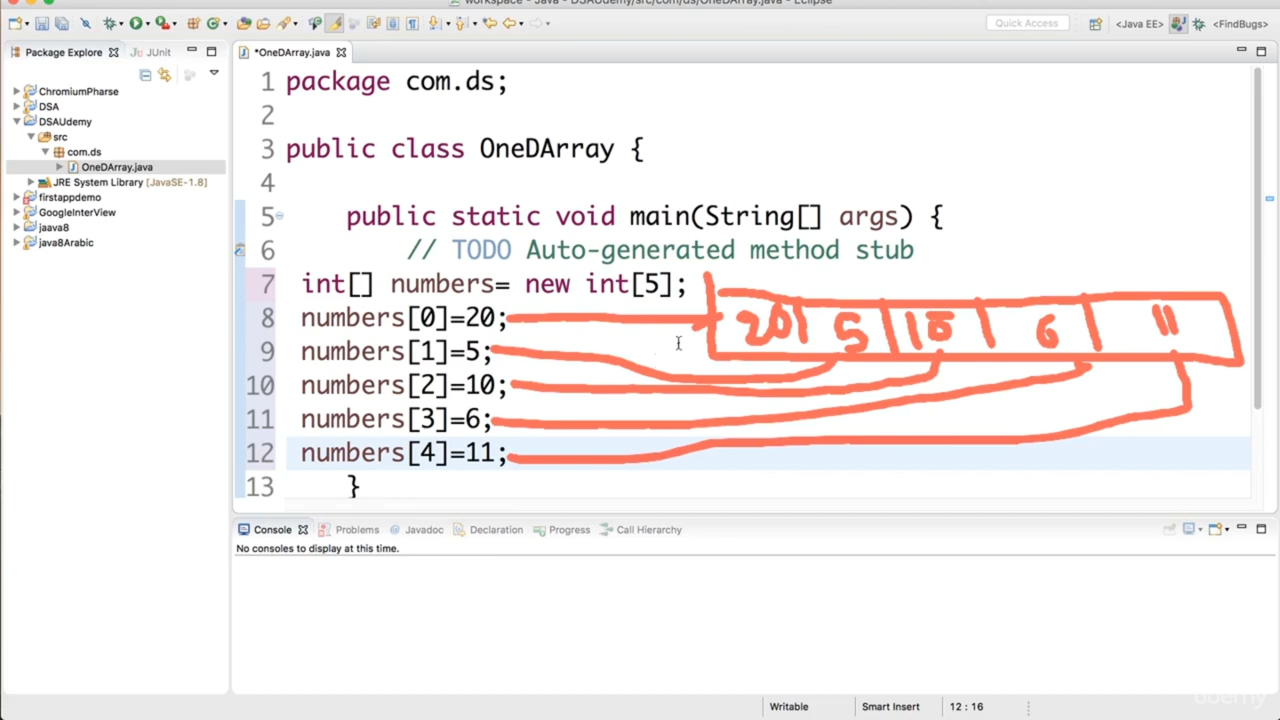 workspace - Java - DSAUdemy/src/com/ds/OneDArray.java - Eclipse
Quick Access
<Java EE>
<FindBugs>
Package Explore
JUnit
*OneDArray.java
ChromiumPharse
DSA
DSAUdemy
src
com.ds
OneDArray.java
JRE System Library [JavaSE-1.8]
firstappdemo
GoogleInterView
jaava8
java8Arabic
1 package com.ds;
2
3 public class OneDArray {
4
5 public static void main(String[] args) {
6 // TODO Auto-generated method stub
7 int[] numbers= new int[5];
8 numbers[0]=20;
9 numbers[1]=5;
10 numbers[2]=10;
11 numbers[3]=6;
12 numbers[4]=11;
13 }
20 5 10 6 11
Console Problems @ Javadoc Declaration Progress Call Hierarchy
No consoles to display at this time.
Writable Smart Insert 12 : 16
udemy